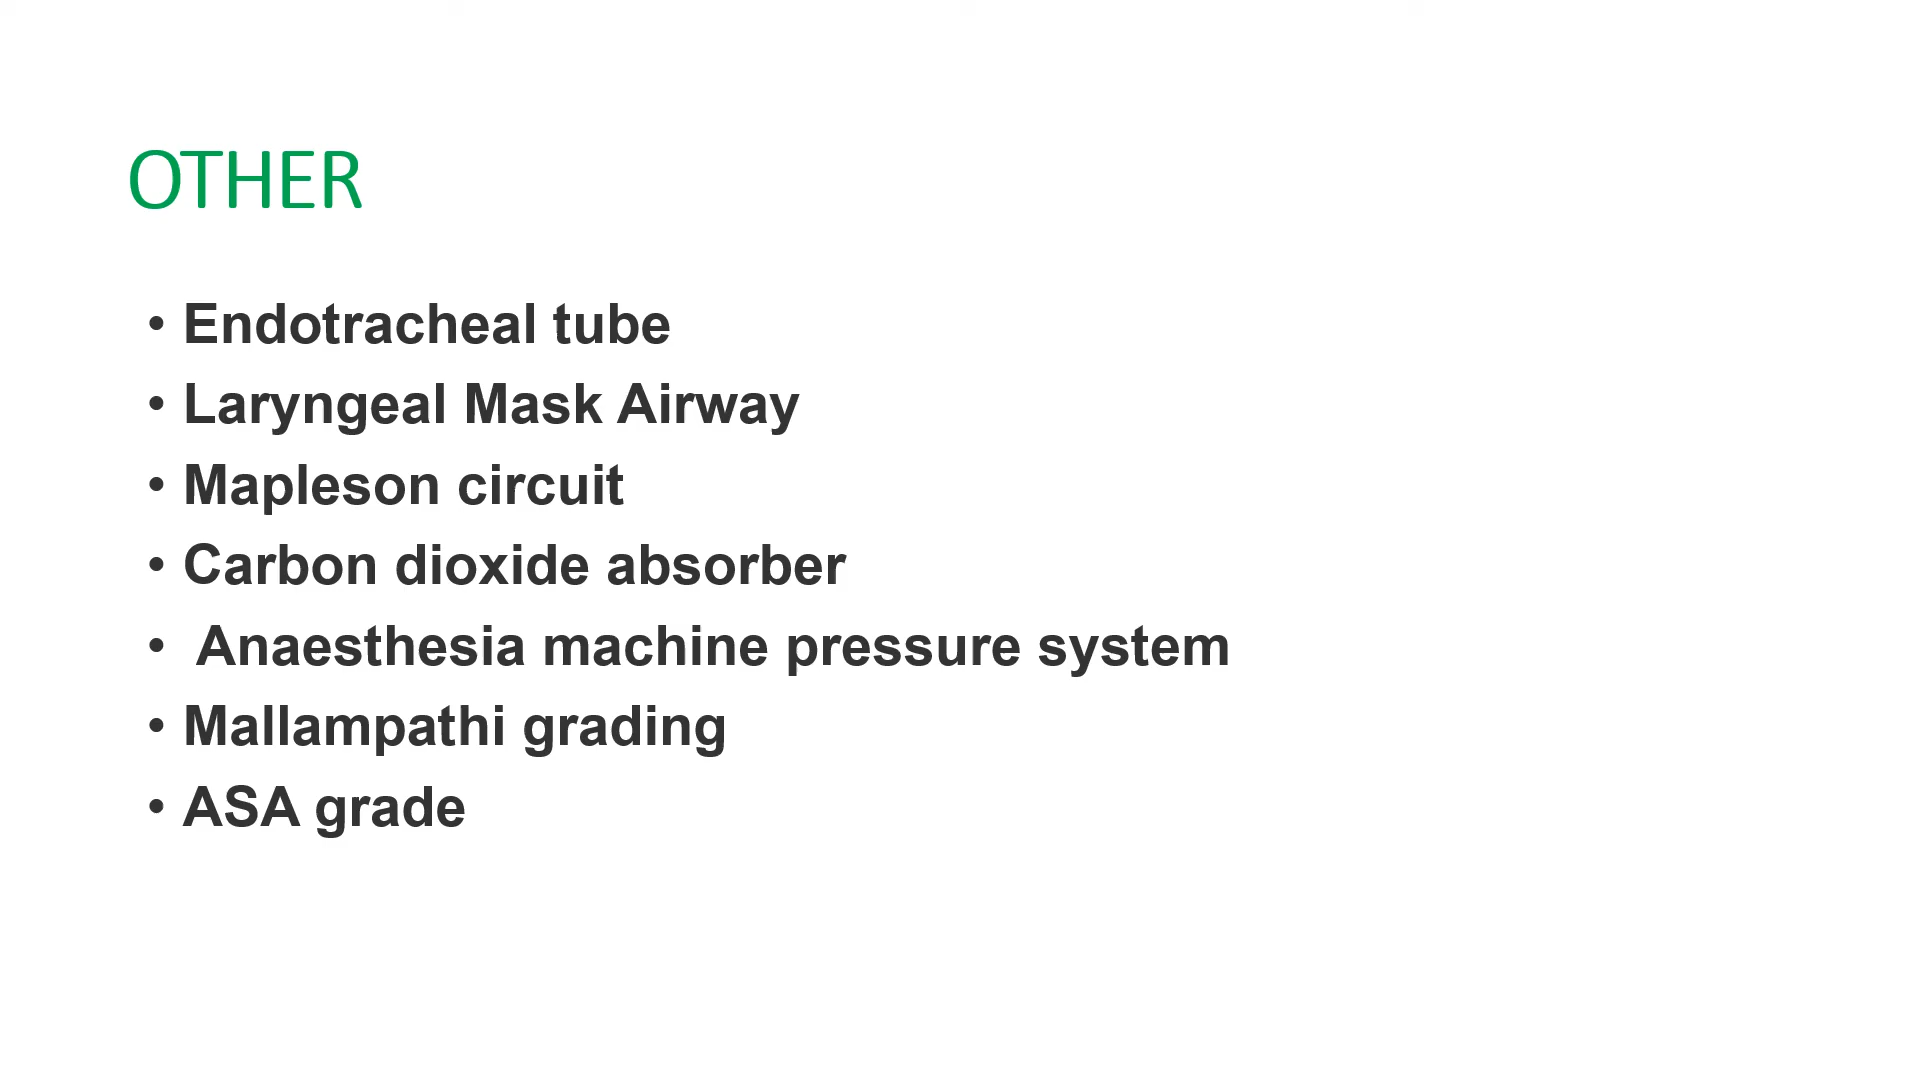 OTHER
• Endotracheal tube
• Laryngeal Mask Airway
• Mapleson circuit
• Carbon dioxide absorber
• Anaesthesia machine pressure system
• Mallampathi grading
• ASA grade